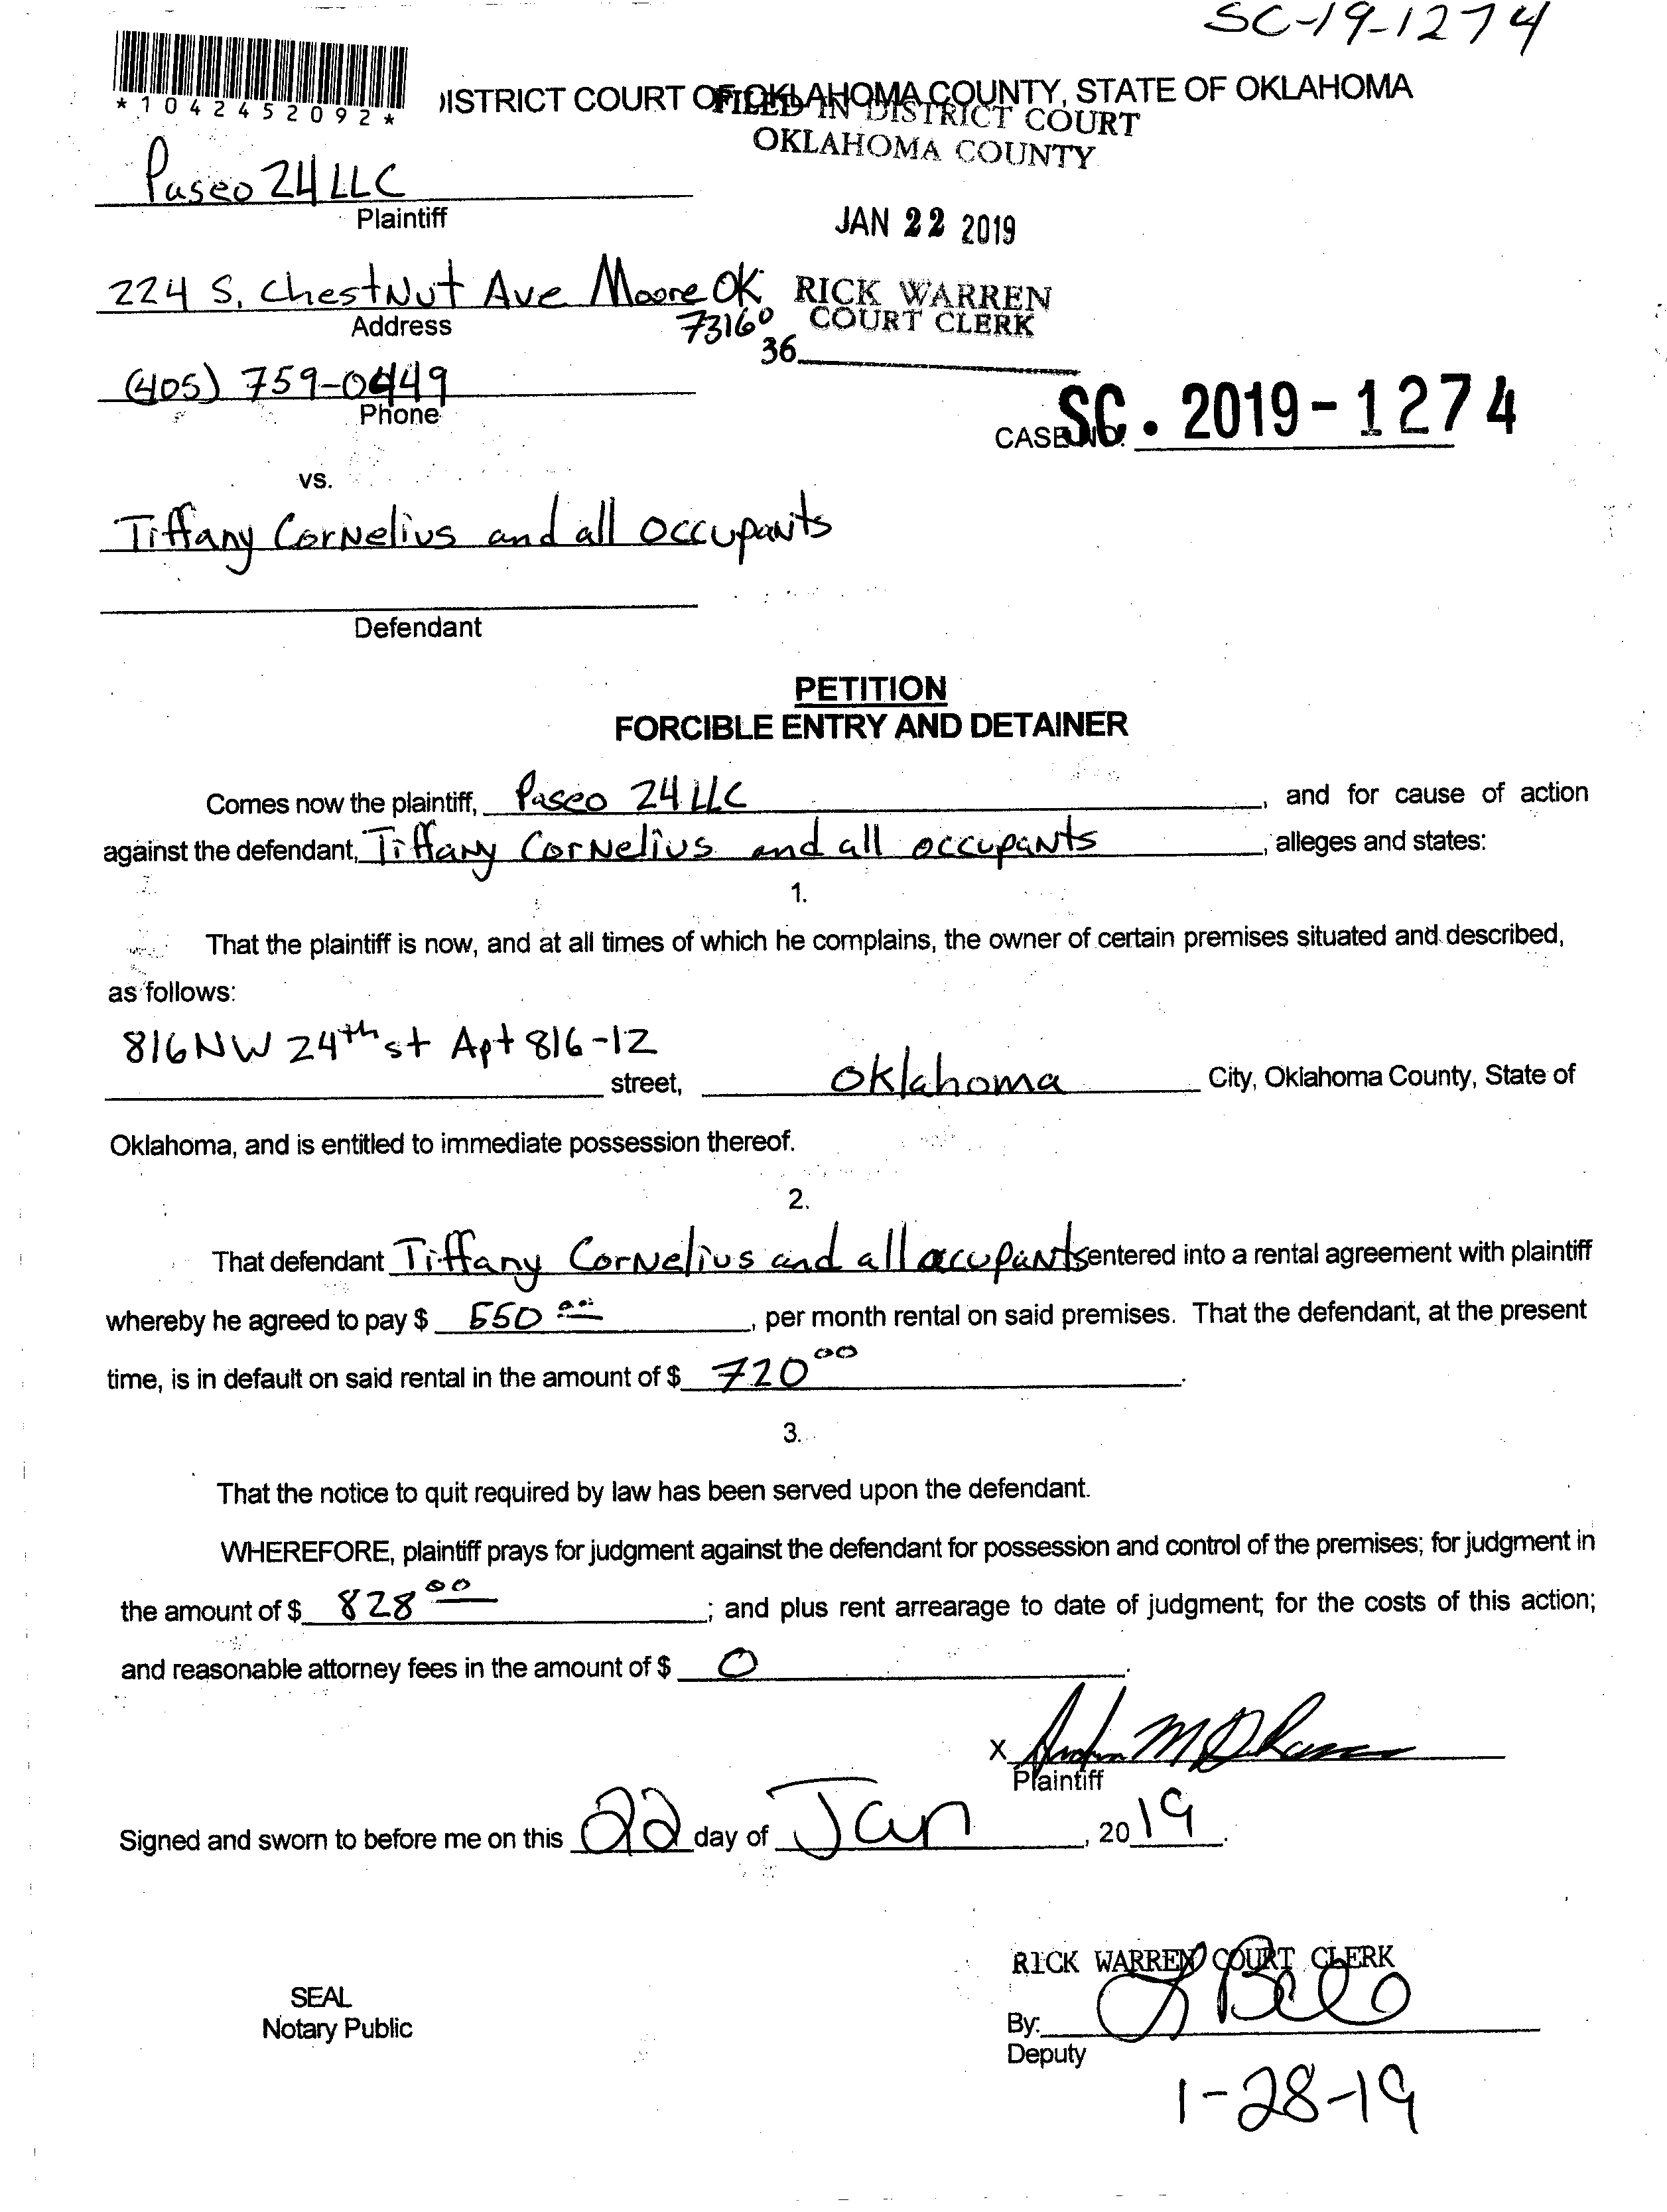 SC-19-1274
*1042452092*
DISTRICT COURT OF OKLAHOMA COUNTY, STATE OF OKLAHOMA
FILED IN DISTRICT COURT
OKLAHOMA COUNTY
Paseo 24 LLC
Plaintiff
JAN 22 2019
224 S. Chestnut Ave Moore OK
73160
Address
RICK WARREN
COURT CLERK
36
(405) 759-0449
Phone
CASE NO. SC. 2019-1274
vs.
Tiffany Cornelius and all occupants
Defendant
PETITION
FORCIBLE ENTRY AND DETAINER
Comes now the plaintiff, Paseo 24 LLC, and for cause of action
against the defendant, Tiffany Cornelius and all occupants, alleges and states:
1.
That the plaintiff is now, and at all times of which he complains, the owner of certain premises situated and described,
as follows:
816 NW 24th st Apt 816-12
street, Oklahoma City, Oklahoma County, State of
Oklahoma, and is entitled to immediate possession thereof.
2.
That defendant Tiffany Cornelius and all occupants entered into a rental agreement with plaintiff
whereby he agreed to pay $ 550 00, per month rental on said premises. That the defendant, at the present
time, is in default on said rental in the amount of $ 720 00.
3.
That the notice to quit required by law has been served upon the defendant.
WHEREFORE, plaintiff prays for judgment against the defendant for possession and control of the premises; for judgment in
the amount of $ 828 00; and plus rent arrearage to date of judgment; for the costs of this action;
and reasonable attorney fees in the amount of $ 0.
X
Plaintiff
Signed and sworn to before me on this 22 day of Jan, 2019.
RICK WARREN COURT CLERK
SEAL
Notary Public
By:
Deputy
1-28-19